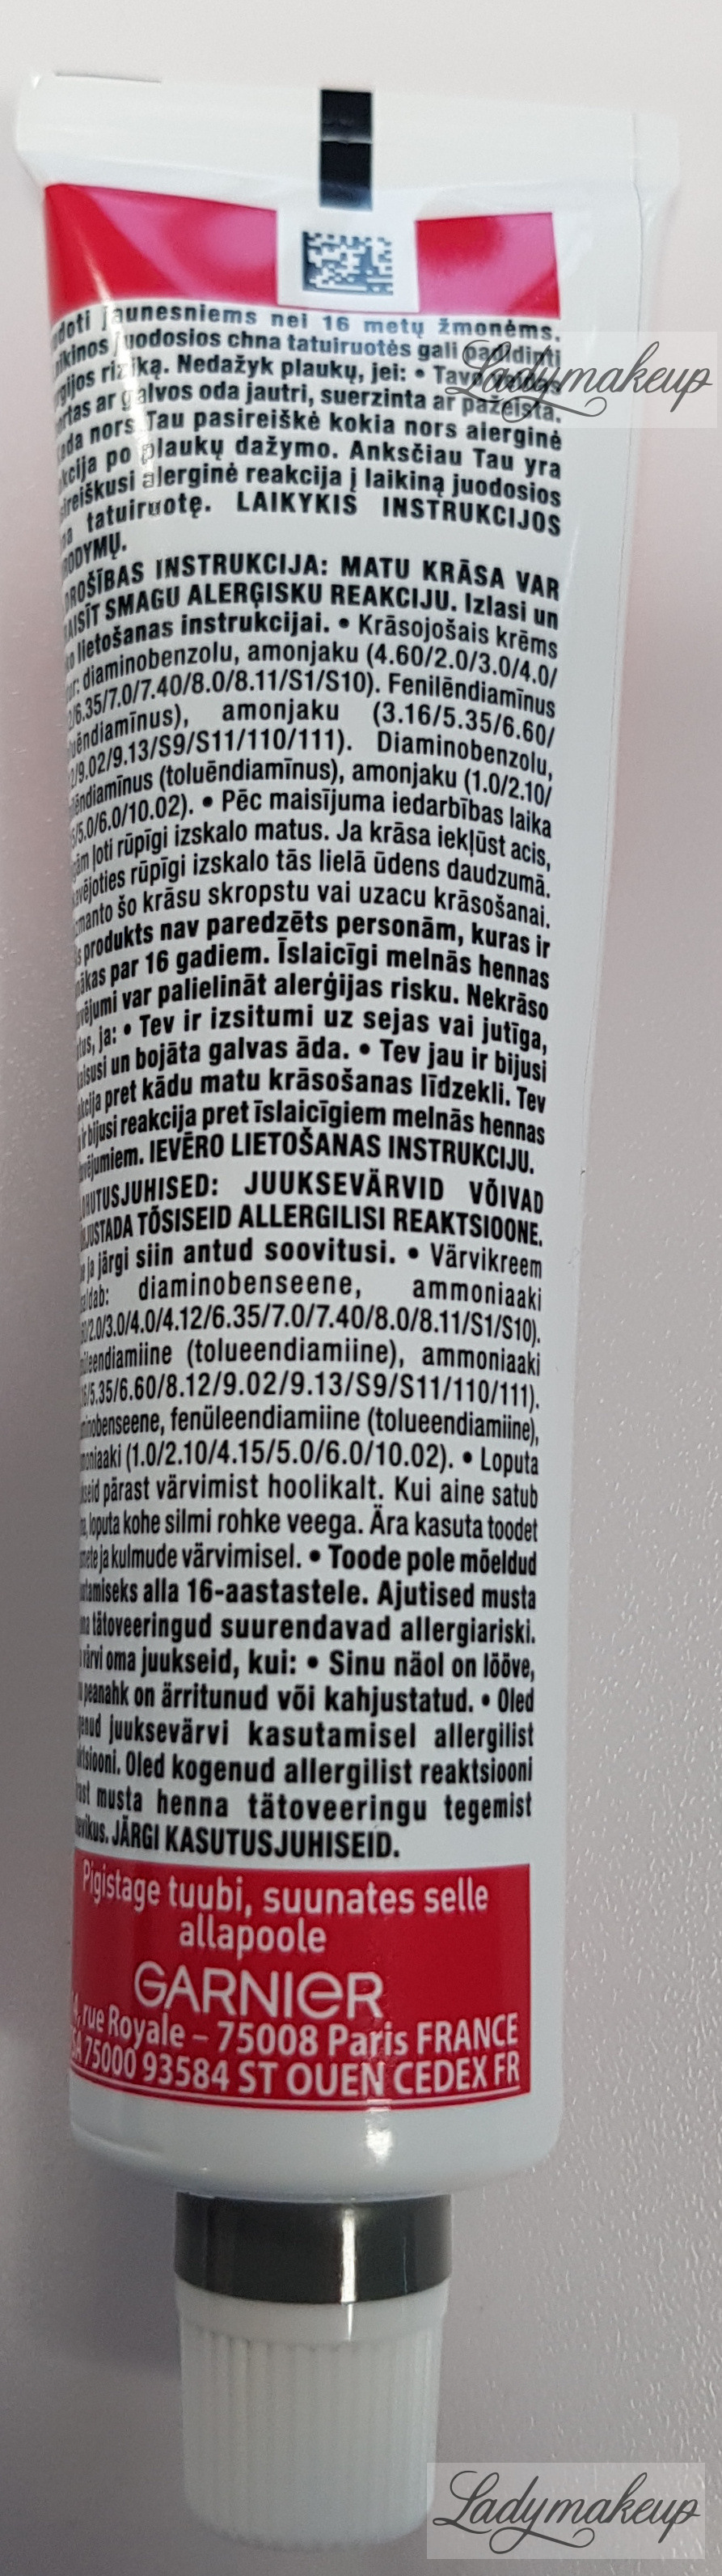 jaunesniems nei 16 metų žmonėms.
juodosios chna tatuiruotės gali padidinti
riziką. Nedažyk plaukų, jei: •
ar galvos oda jautri, suerzinta ar pažeista.
nors Tau pasireiškė kokia nors alerginė
po plaukų dažymo. Anksčiau Tau yra
alerginė reakcija į laikiną juodosios
tatuiruotę. LAIKYKIS INSTRUKCIJOS
INSTRUKCIJA: MATU KRĀSA VAR
SMAGU ALERĢISKU REAKCIJU. Izlasi un
lietošanas instrukcijai. • Krāsojošais krēms
diaminobenzolu, amonjaku (4.60/2.0/3.0/4.0/
/6.35/7.0/7.40/8.0/8.11/S1/S10). Fenilēndiamīnus
amonjaku (3.16/5.35/6.60/
/9.02/9.13/S9/S11/110/111). Diaminobenzolu,
(toluēndiamīnus), amonjaku (1.0/2.10/
/5.0/6.0/10.02). • Pēc maisījuma iedarbības laika
ļoti rūpīgi izskalo matus. Ja krāsa iekļūst acis,
rūpīgi izskalo tās lielā ūdens daudzumā.
šo krāsu skropstu vai uzacu krāsošanai.
produkts nav paredzēts personām, kuras ir
par 16 gadiem. Īslaicīgi melnās hennas
var palielināt alerģijas risku. Nekrāso
ja: • Tev ir izsitumi uz sejas vai jutīga,
un bojāta galvas āda. • Tev jau ir bijusi
pret kādu matu krāsošanas līdzekli. Tev
ir bijusi reakcija pret īslaicīgiem melnās hennas
IEVĒRO LIETOŠANAS INSTRUKCIJU.
JUUKSEVÄRVID VÕIVAD
TÕSISEID ALLERGILISI REAKTSIOONE.
ja järgi siin antud soovitusi. • Värvikreem
diaminobenseene, ammoniaaki
/2.0/3.0/4.0/4.12/6.35/7.0/7.40/8.0/8.11/S1/S10).
(tolueendiamiine), ammoniaaki
/5.35/6.60/8.12/9.02/9.13/S9/S11/110/111).
fenüleendiamiine (tolueendiamiine),
(1.0/2.10/4.15/5.0/6.0/10.02). • Loputa
pärast värvimist hoolikalt. Kui aine satub
loputa kohe silmi rohke veega. Ära kasuta toodet
ja kulmude värvimisel. • Toode pole mõeldud
alla 16-aastastele. Ajutised musta
tätoveeringud suurendavad allergiariski.
värvi oma juukseid, kui: • Sinu näol on lööve,
peanahk on ärritunud või kahjustatud. • Oled
juuksevärvi kasutamisel allergilist
Oled kogenud allergilist reaktsiooni
musta henna tätoveeringu tegemist
JÄRGI KASUTUSJUHISEID.
Pigistage tuubi, suunates selle
allapoole
GARNIER
rue Royale – 75008 Paris FRANCE
75000 93584 ST OUEN CEDEX FR
Ladymakeup
Ladymakeup